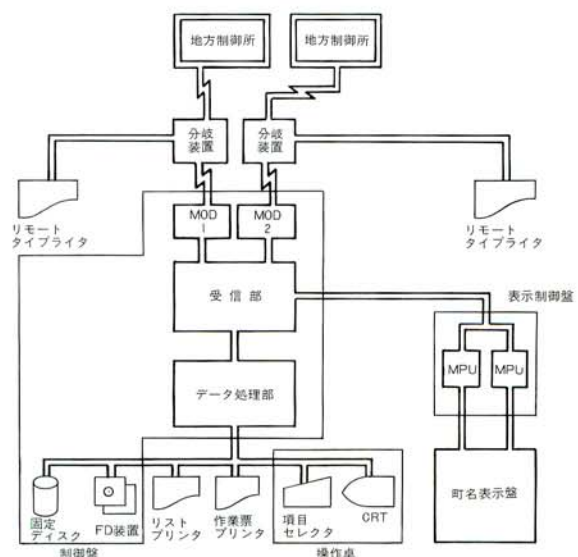 地方制御所
地方制御所
分岐
装置
分岐
装置
リモート
タイプライタ
MOD
1
MOD
2
リモート
タイプライタ
受信部
表示制御盤
MPU
MPU
データ処理部
町名表示盤
固定
ディスク
FD装置
リスト
プリンタ
作業票
プリンタ
項目
セレクタ
CRT
制御盤
操作卓